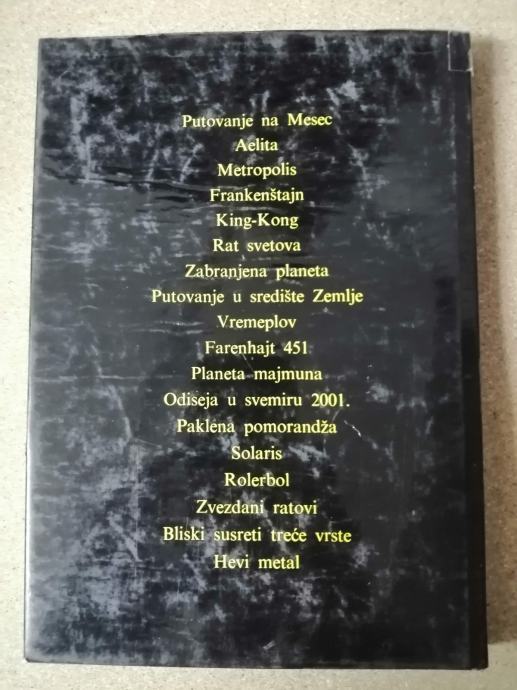 Putovanje na Mesec
Aelita
Metropolis
Frankenštajn
King-Kong
Rat svetova
Zabranjena planeta
Putovanje u središte Zemlje
Vremeplov
Farenhajt 451
Planeta majmuna
Odiseja u svemiru 2001.
Paklena pomorandža
Solaris
Rolerbol
Zvezdani ratovi
Bliski susreti treće vrste
Hevi metal